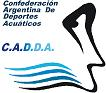 Confederación
Argentina De
Deportes
Acuáticos
C.A.D.D.A.